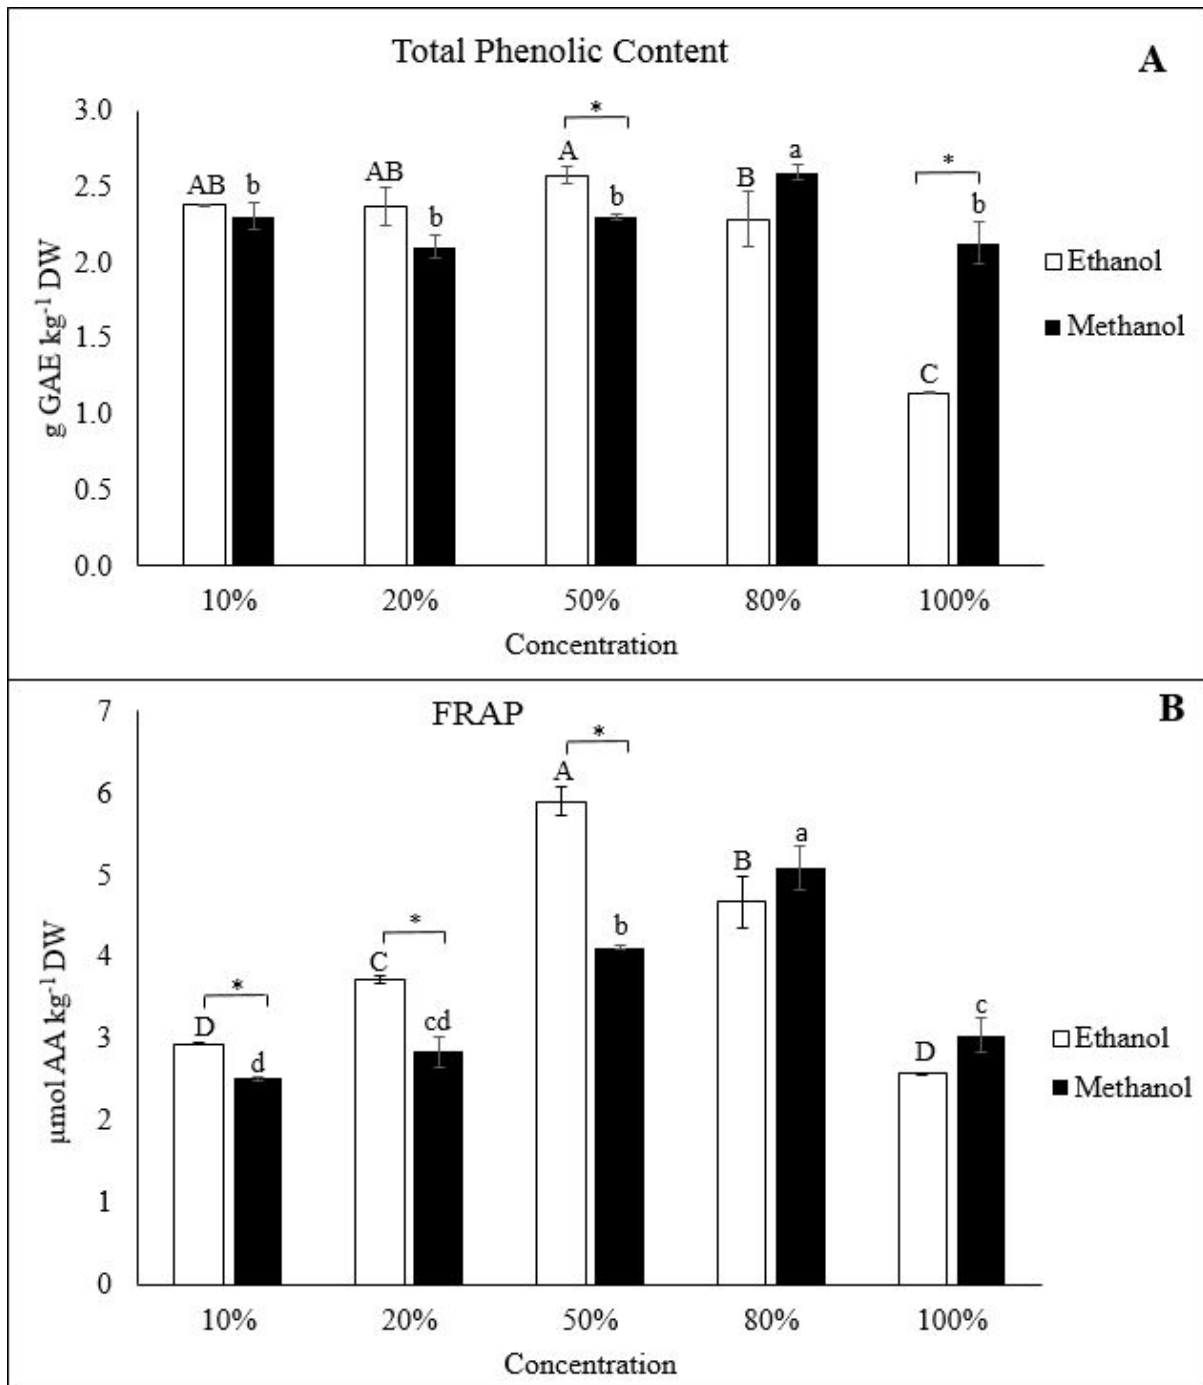 Total Phenolic Content
A
3.0
2.5
2.0
1.5
1.0
0.5
0.0
g GAE kg-1 DW
AB b
AB b
* A b
B a
* C b
Ethanol
Methanol
10% 20% 50% 80% 100%
Concentration
FRAP
B
7
6
5
4
3
2
1
0
µmol AA kg-1 DW
* D d
* C cd
* A b
B a
D c
Ethanol
Methanol
10% 20% 50% 80% 100%
Concentration